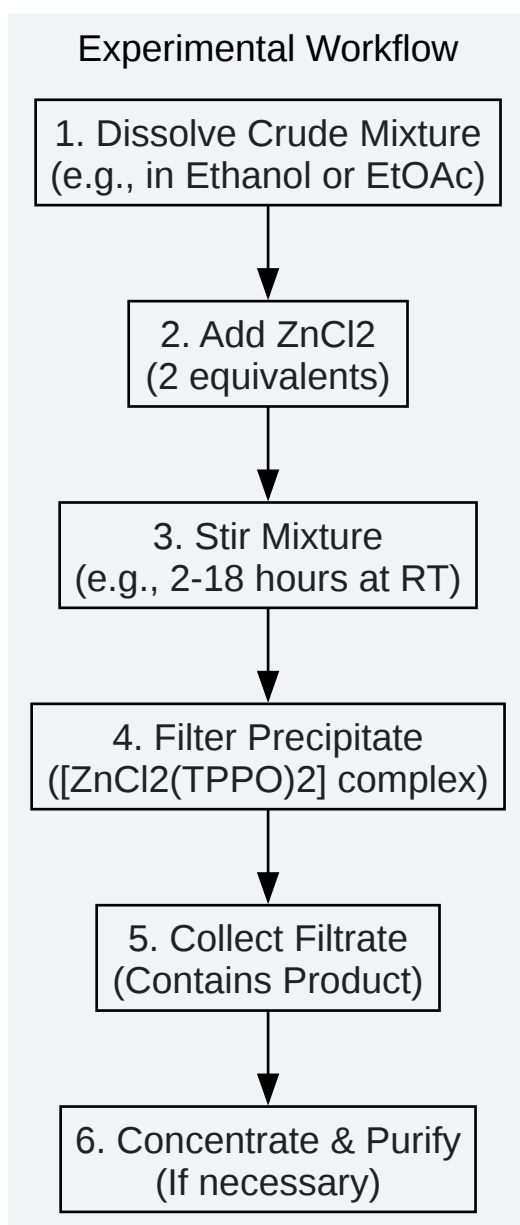 Experimental Workflow
1. Dissolve Crude Mixture
(e.g., in Ethanol or EtOAc)
2. Add ZnCl2
(2 equivalents)
3. Stir Mixture
(e.g., 2-18 hours at RT)
4. Filter Precipitate
([ZnCl2(TPPO)2] complex)
5. Collect Filtrate
(Contains Product)
6. Concentrate & Purify
(If necessary)